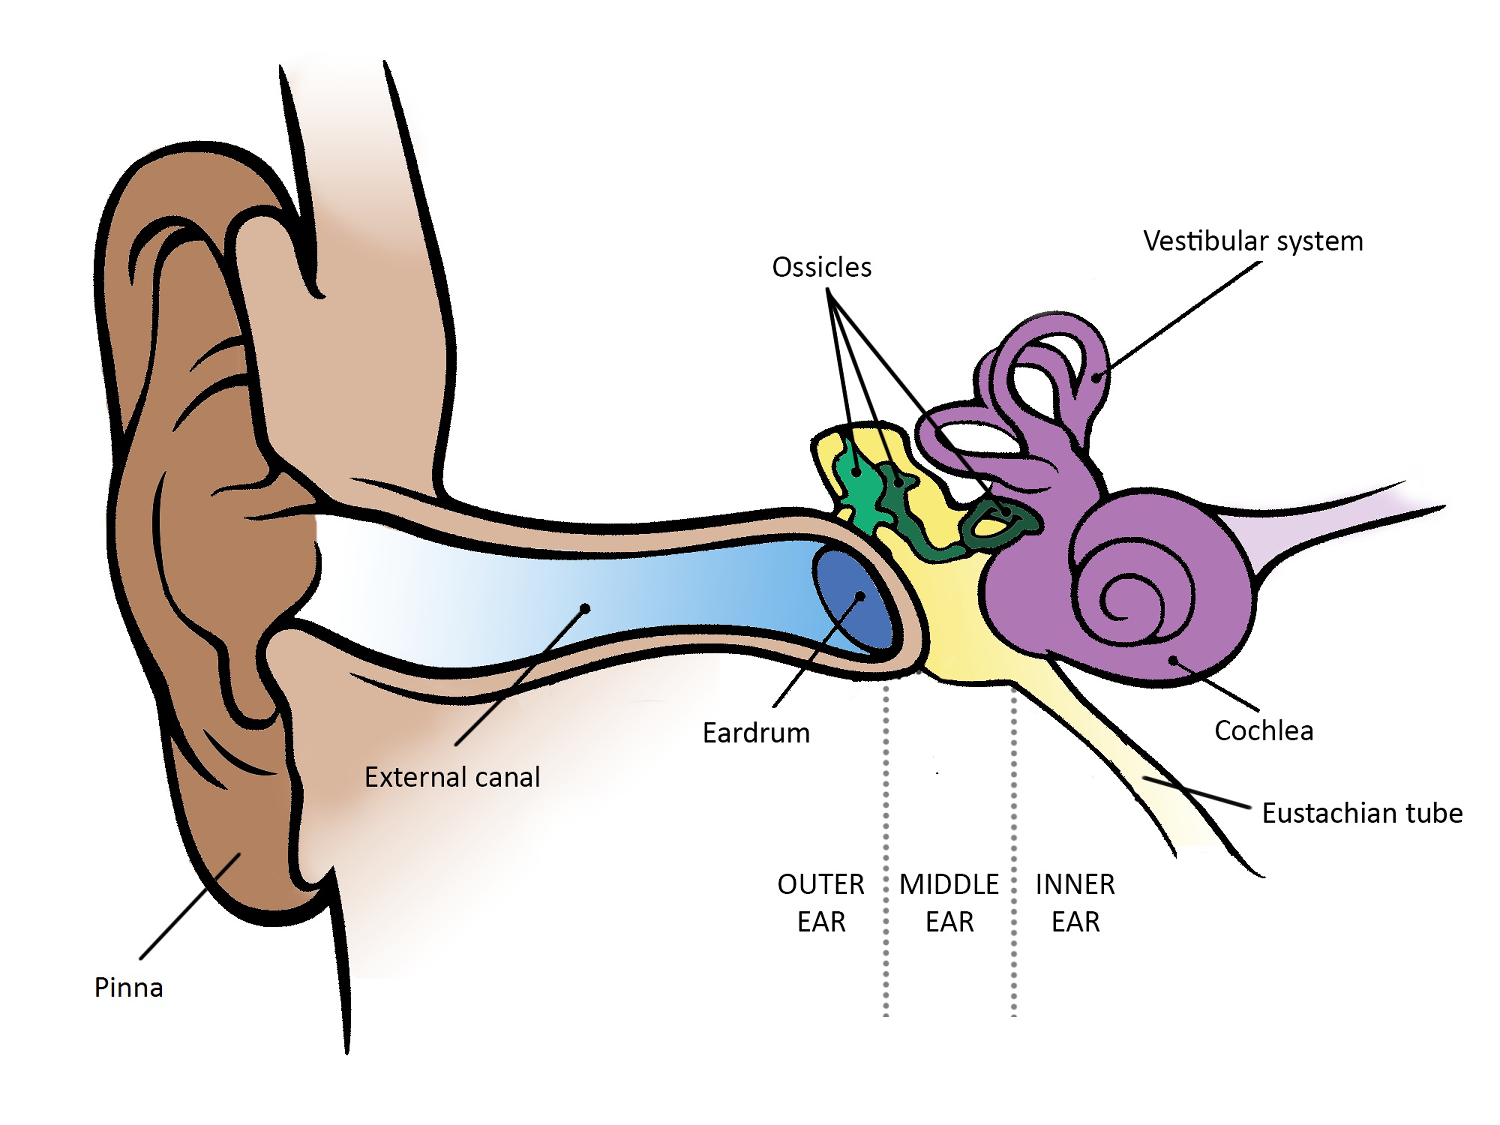 Vestibular system
Ossicles
Eardrum
Cochlea
External canal
Eustachian tube
OUTER
EAR
MIDDLE
EAR
INNER
EAR
Pinna